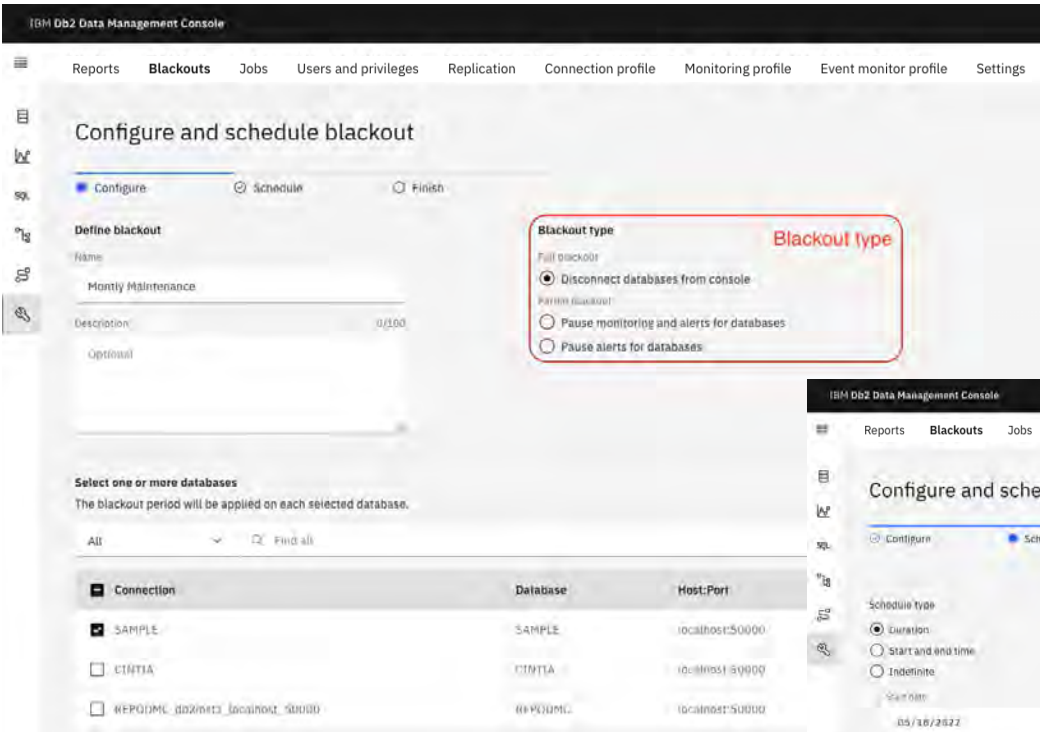 IBM Db2 Data Management Console
Reports Blackouts Jobs Users and privileges Replication Connection profile Monitoring profile Event monitor profile Settings
Configure and schedule blackout
Configure Schedule Finish
Define blackout
Name
Montly Maintenance
Description 0/100
Optional
Blackout type
Blackout type
Full blackout
Disconnect databases from console
Partial blackout
Pause monitoring and alerts for databases
Pause alerts for databases
SQL
Select one or more databases
The blackout period will be applied on each selected database.
All Find all
Connection Database Host:Port
SAMPLE SAMPLE localhost:50000
CINTIA CINTIA localhost:50000
REPODMC localhost:50000
IBM Db2 Data Management Console
Reports Blackouts Jobs
Configure and sche
Configure Sch
SQL
Schedule type
Duration
Start and end time
Indefinite
Start date
05/18/2022